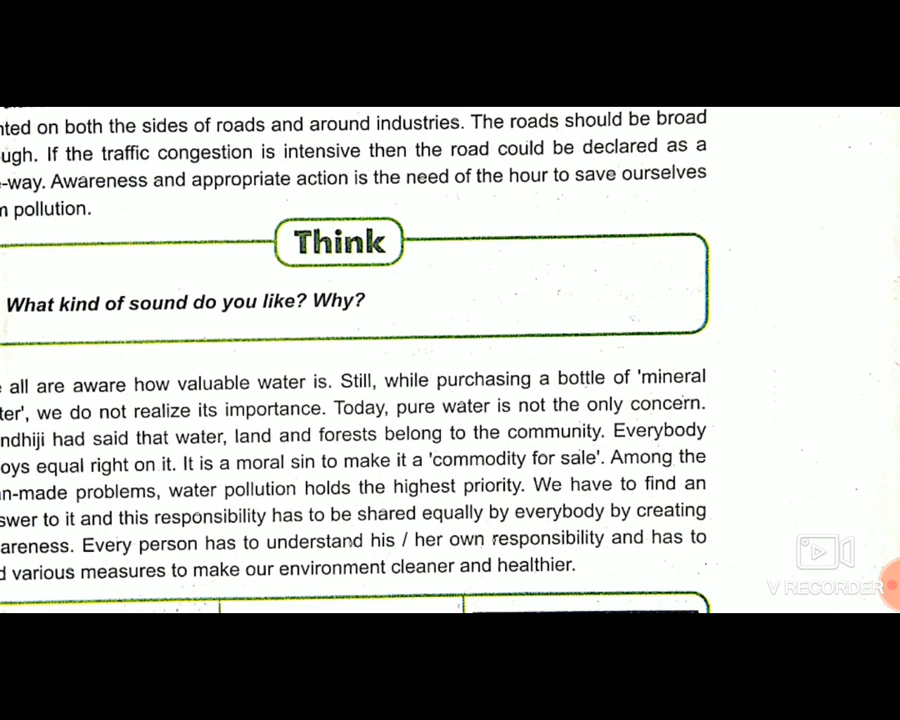 nted on both the sides of roads and around industries. The roads should be broad
ugh. If the traffic congestion is intensive then the road could be declared as a
-way. Awareness and appropriate action is the need of the hour to save ourselves
pollution.
Think
What kind of sound do you like? Why?
all are aware how valuable water is. Still, while purchasing a bottle of 'mineral
ter', we do not realize its importance. Today, pure water is not the only concern.
ndhiji had said that water, land and forests belong to the community. Everybody
oys equal right on it. It is a moral sin to make it a 'commodity for sale'. Among the
n-made problems, water pollution holds the highest priority. We have to find an
swer to it and this responsibility has to be shared equally by everybody by creating
areness. Every person has to understand his / her own responsibility and has to
d various measures to make our environment cleaner and healthier.
V RECORDER